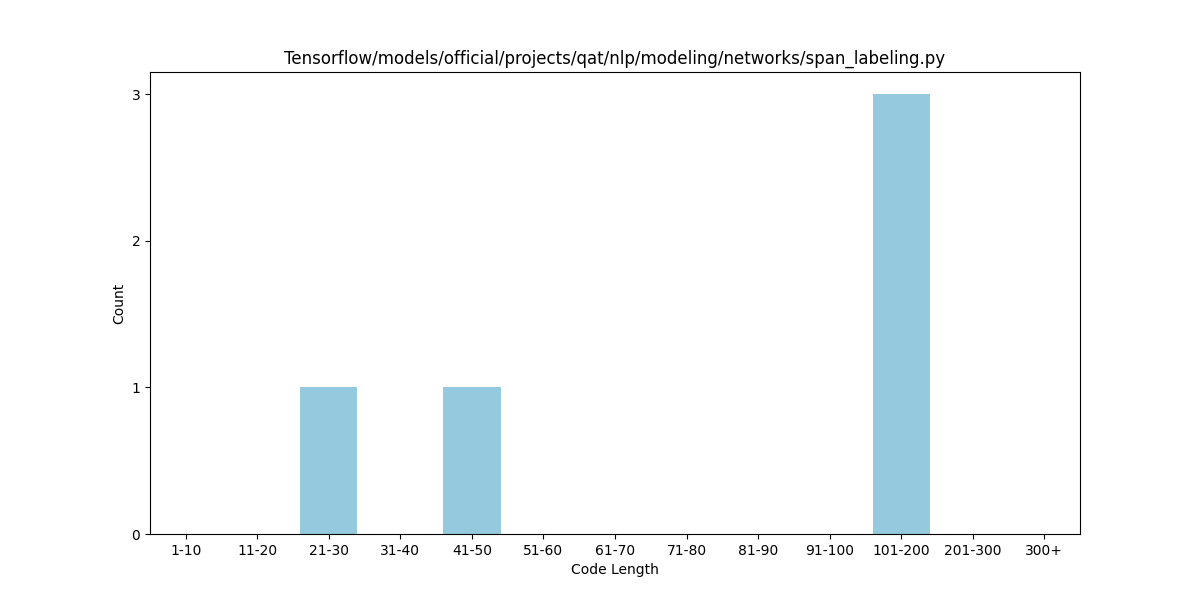 Tensorflow/models/official/projects/qat/nlp/modeling/networks/span_labeling.py
3
2
1
0
Count
1-10 11-20 21-30 31-40 41-50 51-60 61-70 71-80 81-90 91-100 101-200 201-300 300+
Code Length